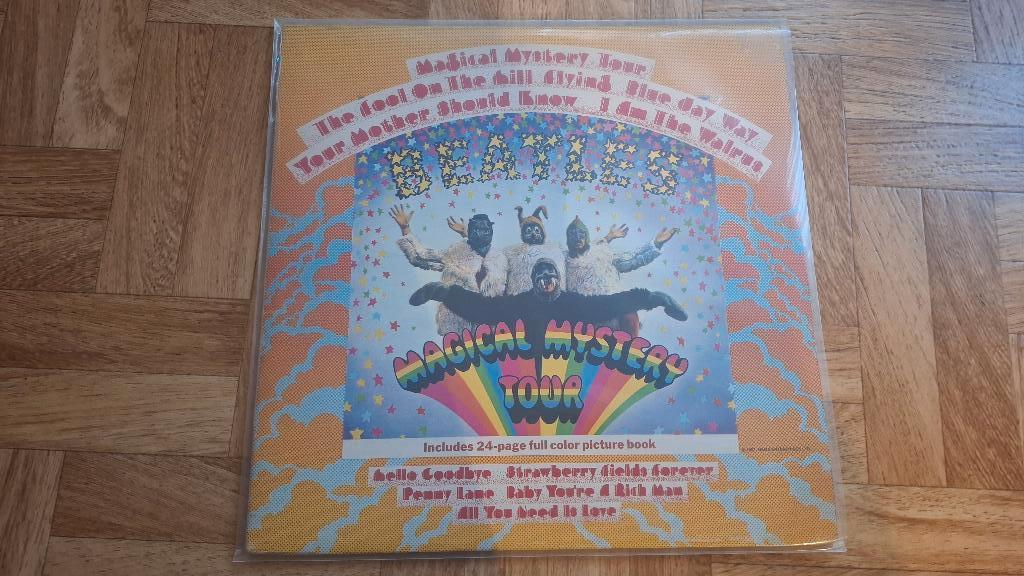 Magical Mystery Tour
The Fool On The Hill Flying Blue Jay Way
Your Mother Should Know I Am The Walrus
BEATLES
MAGICAL MYSTERY
TOUR
Includes 24-page full color picture book
Hello Goodbye Strawberry Fields Forever
Penny Lane Baby You're A Rich Man
All You Need Is Love